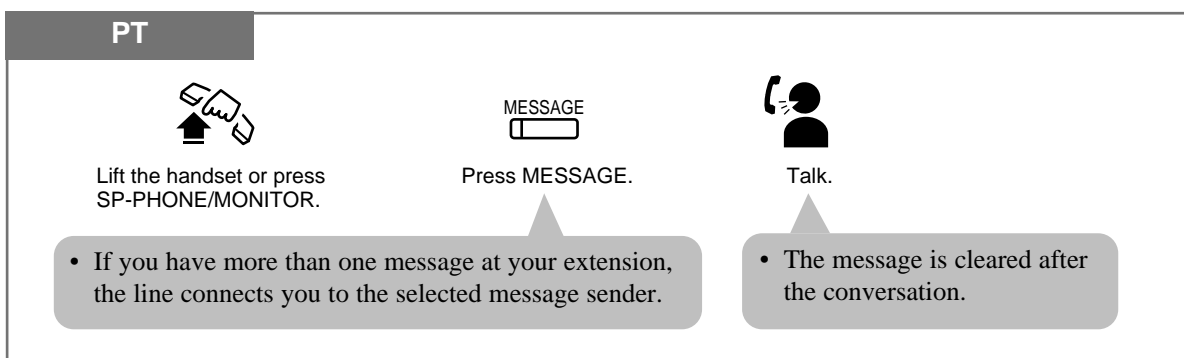 PT
MESSAGE
Lift the handset or press
SP-PHONE/MONITOR.
Press MESSAGE.
Talk.
• If you have more than one message at your extension,
the line connects you to the selected message sender.
• The message is cleared after
the conversation.